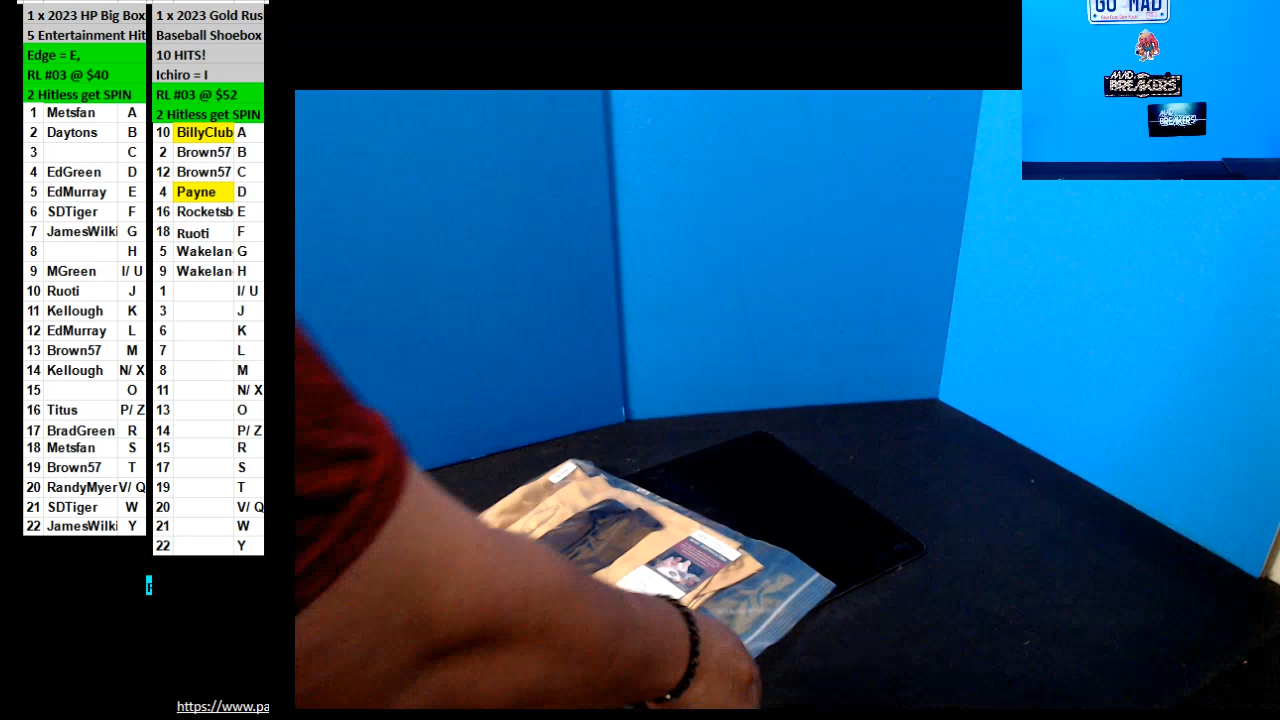 1 x 2023 HP Big Box
5 Entertainment Hit
Edge = E,
RL #03 @ $40
2 Hitless get SPIN
1 Metsfan A
2 Daytons B
3 C
4 EdGreen D
5 EdMurray E
6 SDTiger F
7 JamesWilki G
8 H
9 MGreen I/ U
10 Ruoti J
11 Kellough K
12 EdMurray L
13 Brown57 M
14 Kellough N/ X
15 O
16 Titus P/ Z
17 BradGreen R
18 Metsfan S
19 Brown57 T
20 RandyMyer V/ Q
21 SDTiger W
22 JamesWilki Y
1 x 2023 Gold Rus
Baseball Shoebox
10 HITS!
Ichiro = I
RL #03 @ $52
2 Hitless get SPIN
10 BillyClub A
2 Brown57 B
12 Brown57 C
4 Payne D
16 Rocketsb E
18 Ruoti F
5 Wakelan G
9 Wakelan H
1 I/ U
3 J
6 K
7 L
8 M
11 N/ X
13 O
14 P/ Z
15 R
17 S
19 T
20 V/ Q
21 W
22 Y
https://www.pa
GO MAD
MAD
BREAKERS
MAD
BREAKERS